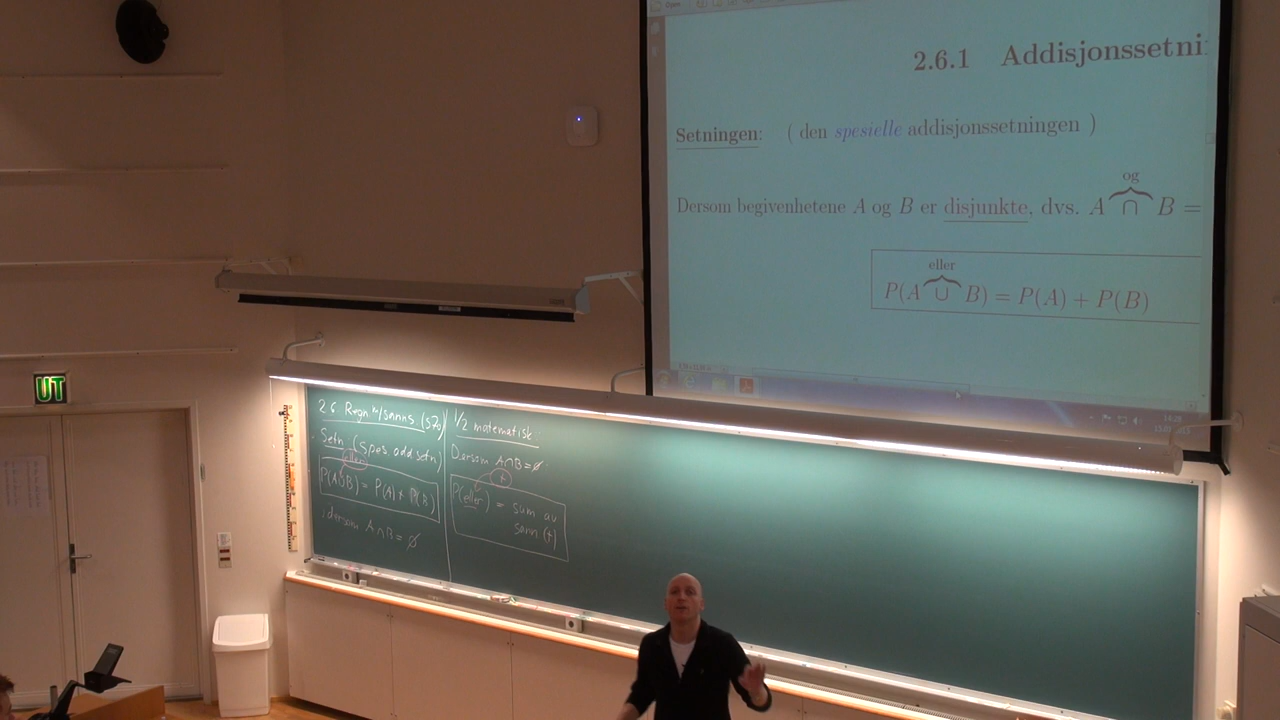 Open
2.6.1 Addisjonssetni
Setningen: ( den spesielle addisjonssetningen )
og
Dersom begivenhetene A og B er disjunkte, dvs. A ∩ B =
eller
P(A ∪ B) = P(A) + P(B)
UT
2.6 Regn
Setn. (spes. add.setn)
eller
P(A∪B) = P(A) + P(B)
, dersom A∩B = ∅
1/2 matematisk:
Dersom A∩B = ∅
+
P(eller) = sum av
sann (+)